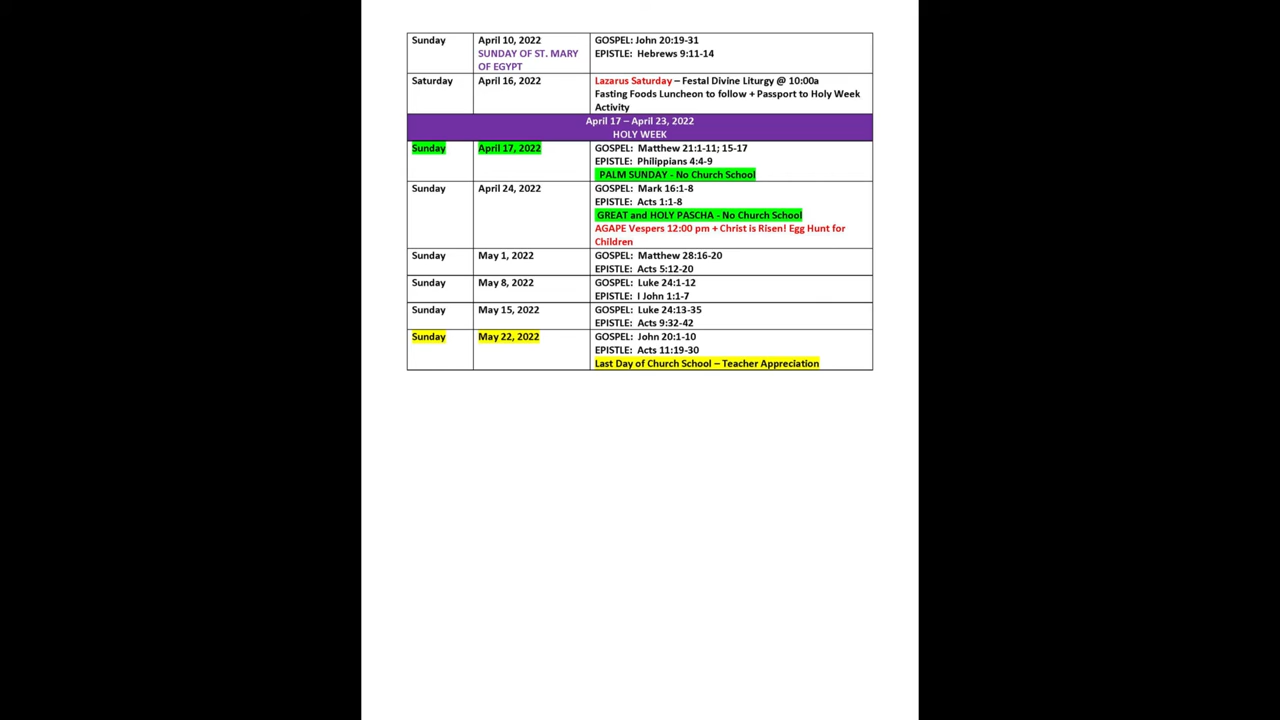 Sunday April 10, 2022 GOSPEL: John 20:19-31
SUNDAY OF ST. MARY EPISTLE: Hebrews 9:11-14
OF EGYPT
Saturday April 16, 2022 Lazarus Saturday – Festal Divine Liturgy @ 10:00a
Fasting Foods Luncheon to follow + Passport to Holy Week
Activity
April 17 – April 23, 2022
HOLY WEEK
Sunday April 17, 2022 GOSPEL: Matthew 21:1-11; 15-17
EPISTLE: Philippians 4:4-9
PALM SUNDAY - No Church School
Sunday April 24, 2022 GOSPEL: Mark 16:1-8
EPISTLE: Acts 1:1-8
GREAT and HOLY PASCHA - No Church School
AGAPE Vespers 12:00 pm + Christ is Risen! Egg Hunt for
Children
Sunday May 1, 2022 GOSPEL: Matthew 28:16-20
EPISTLE: Acts 5:12-20
Sunday May 8, 2022 GOSPEL: Luke 24:1-12
EPISTLE: I John 1:1-7
Sunday May 15, 2022 GOSPEL: Luke 24:13-35
EPISTLE: Acts 9:32-42
Sunday May 22, 2022 GOSPEL: John 20:1-10
EPISTLE: Acts 11:19-30
Last Day of Church School – Teacher Appreciation